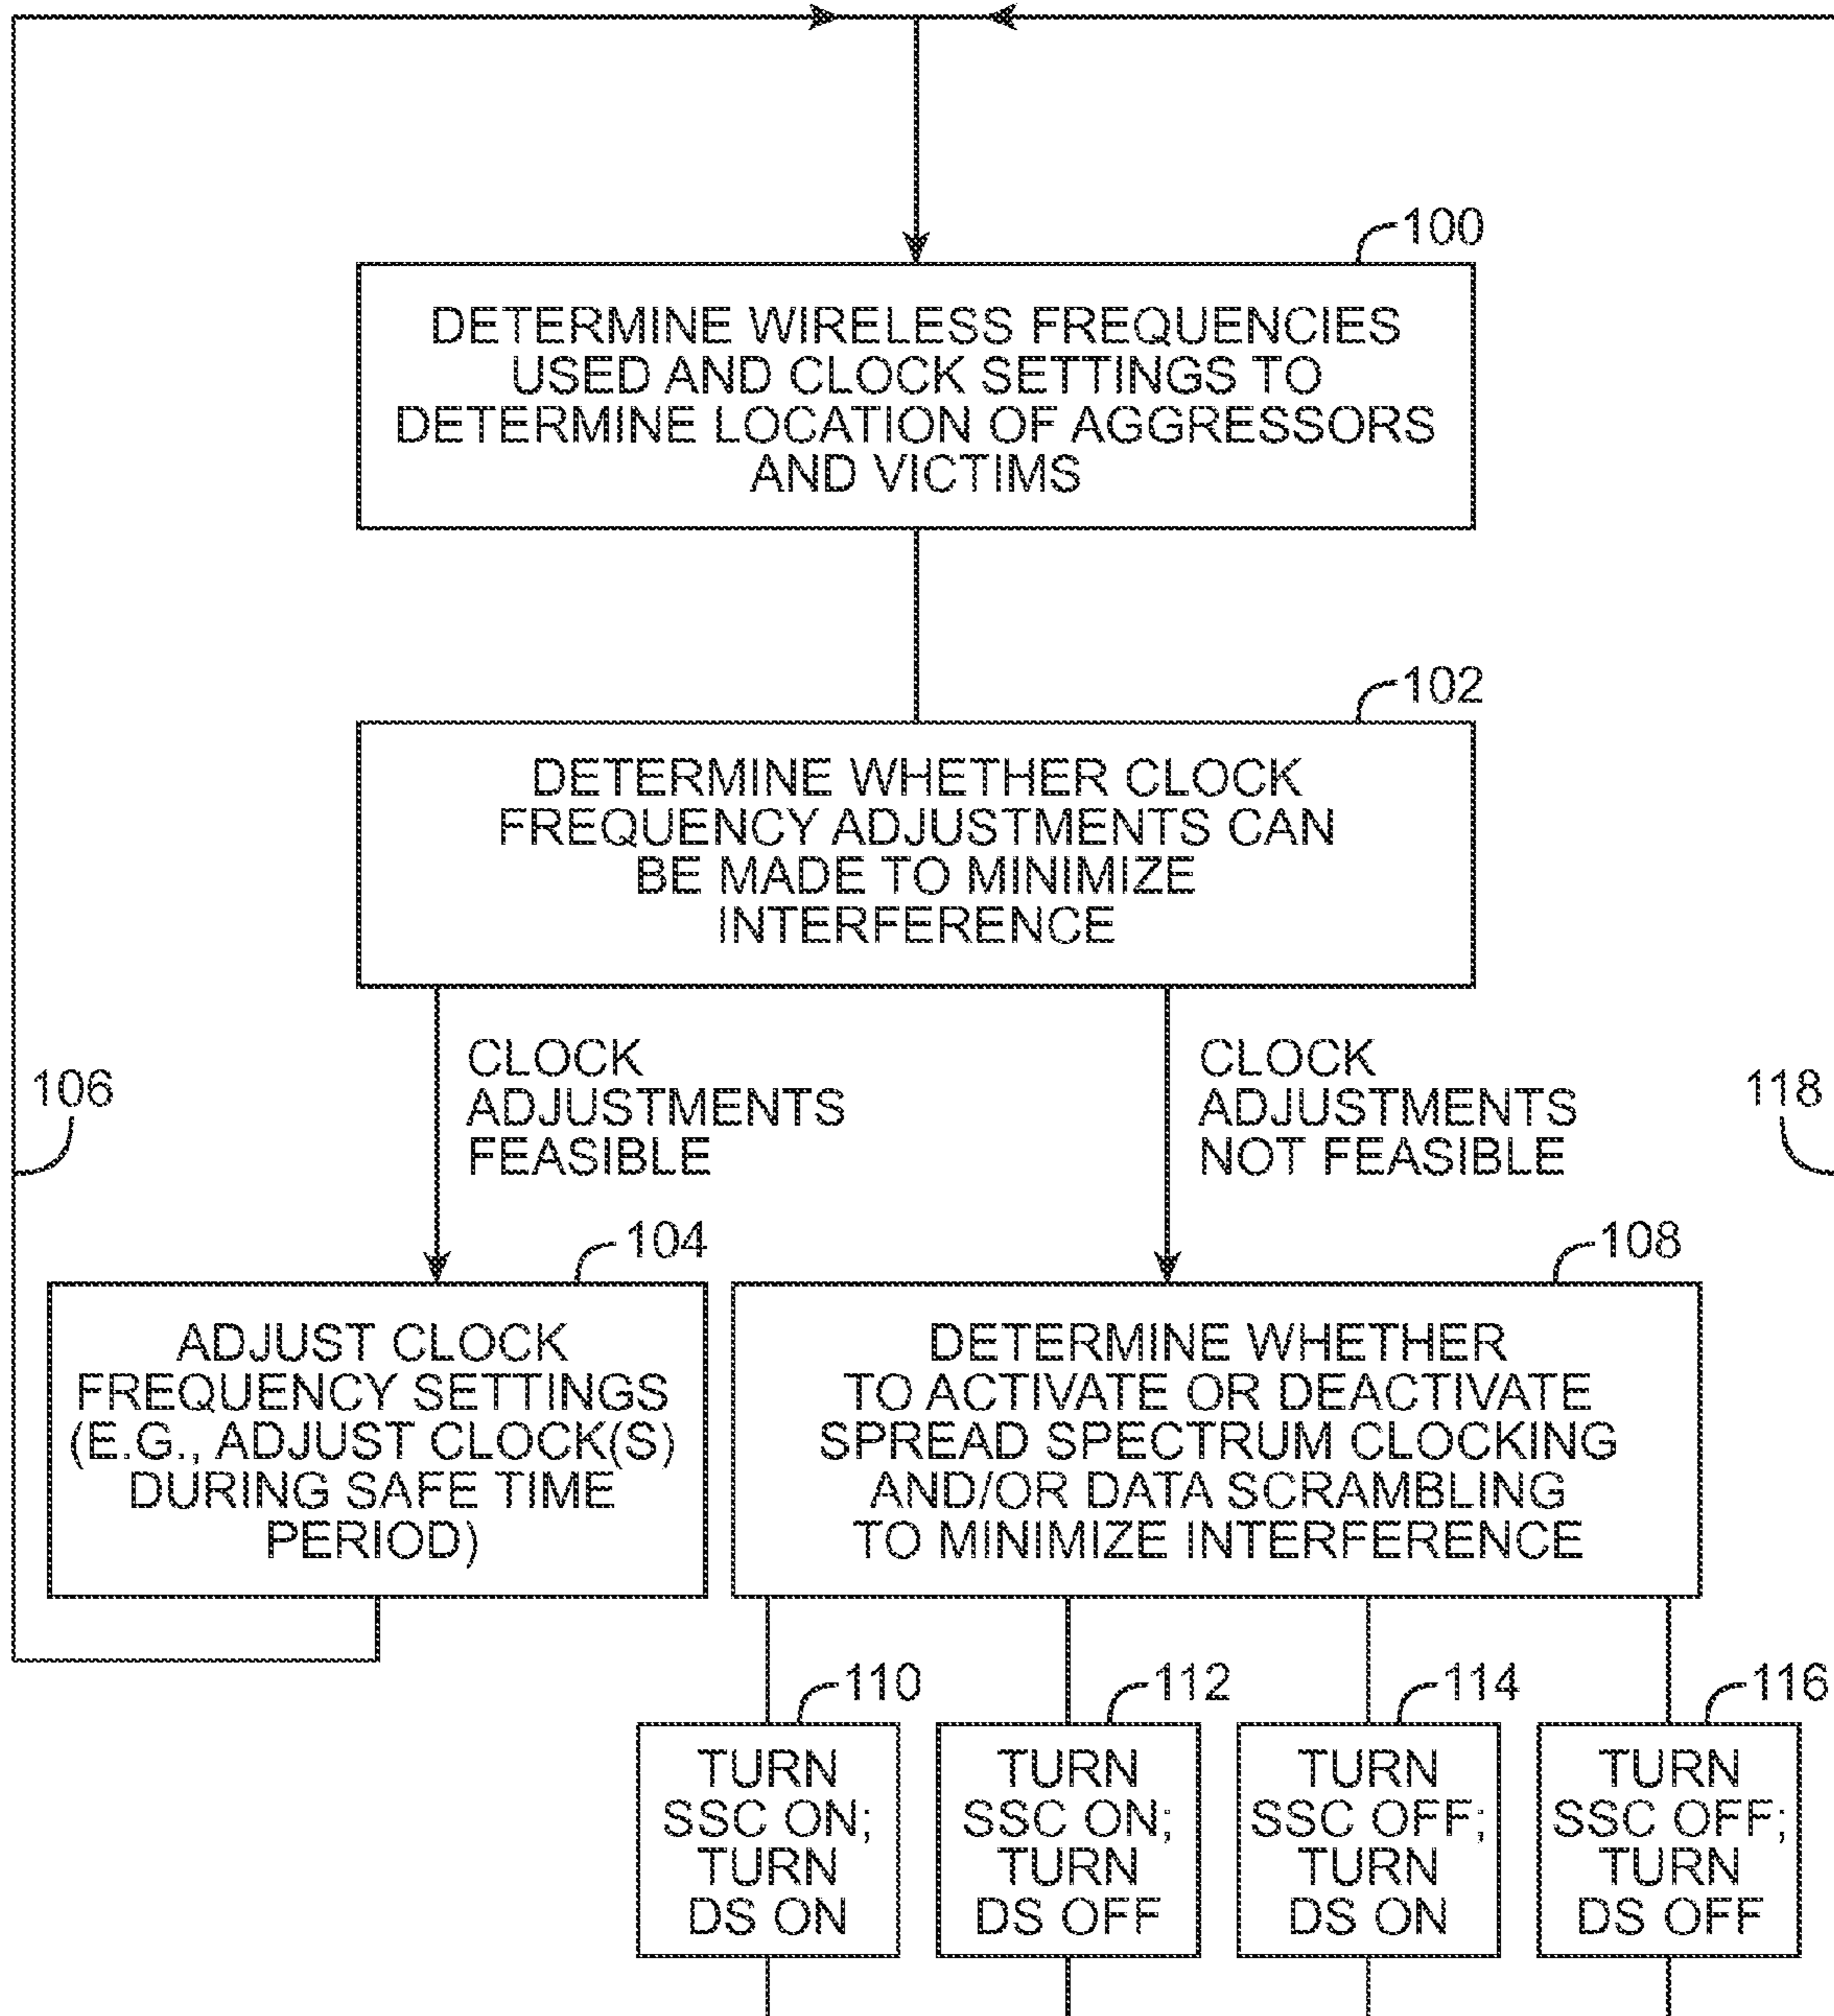 100
DETERMINE WIRELESS FREQUENCIES
USED AND CLOCK SETTINGS TO
DETERMINE LOCATION OF AGGRESSORS
AND VICTIMS
102
DETERMINE WHETHER CLOCK
FREQUENCY ADJUSTMENTS CAN
BE MADE TO MINIMIZE
INTERFERENCE
106
CLOCK
ADJUSTMENTS
FEASIBLE
CLOCK
ADJUSTMENTS
NOT FEASIBLE
118
104
ADJUST CLOCK
FREQUENCY SETTINGS
(E.G., ADJUST CLOCK(S)
DURING SAFE TIME
PERIOD)
108
DETERMINE WHETHER
TO ACTIVATE OR DEACTIVATE
SPREAD SPECTRUM CLOCKING
AND/OR DATA SCRAMBLING
TO MINIMIZE INTERFERENCE
110
TURN
SSC ON;
TURN
DS ON
112
TURN
SSC ON;
TURN
DS OFF
114
TURN
SSC OFF;
TURN
DS ON
116
TURN
SSC OFF;
TURN
DS OFF